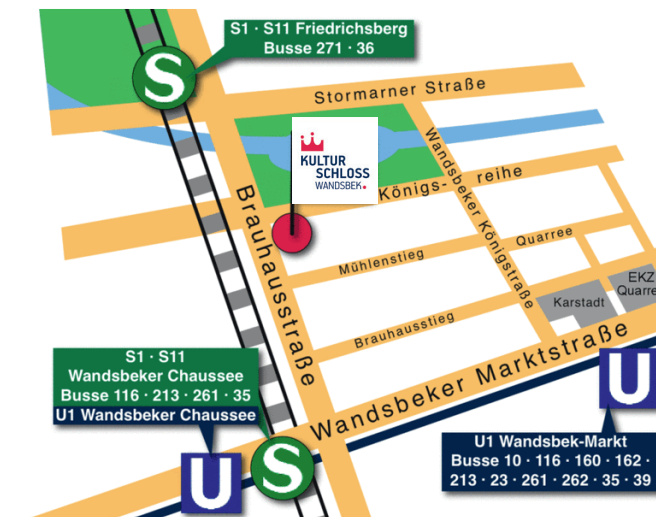 S1 · S11 Friedrichsberg
Busse 271 · 36
S
Stormarner Straße
KULTUR
SCHLOSS
WANDSBEK.
Königs- reihe
Wandsbeker Königstraße
Brauhausstraße
Quarree
Mühlenstieg
EKZ
Quarre
Karstadt
Brauhausstieg
Wandsbeker Marktstraße
S1 · S11
Wandsbeker Chaussee
Busse 116 · 213 · 261 · 35
U1 Wandsbeker Chaussee
U
S
U
U1 Wandsbek-Markt
Busse 10 · 116 · 160 · 162 ·
213 · 23 · 261 · 262 · 35 · 39